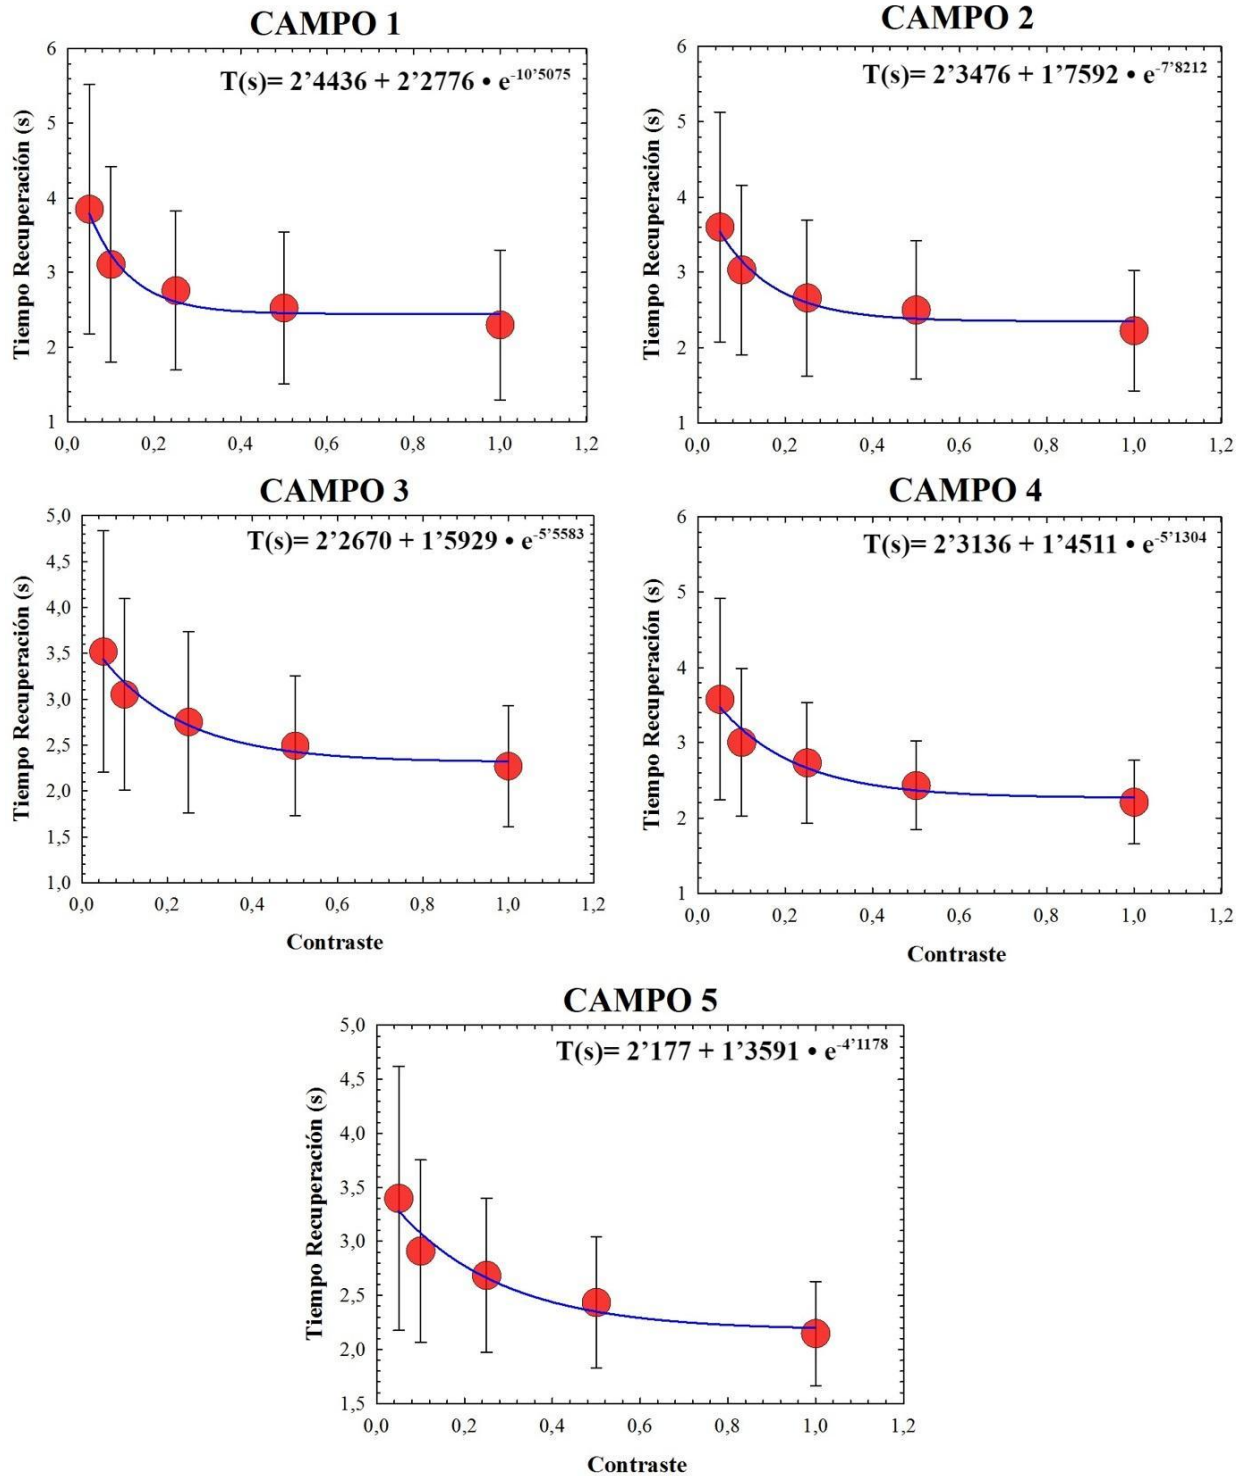 CAMPO 1
T(s)= 2’4436 + 2’2776 • e-10’5075
Tiempo Recuperación (s)
6
5
4
3
2
1
0,0 0,2 0,4 0,6 0,8 1,0 1,2
CAMPO 2
T(s)= 2’3476 + 1’7592 • e-7’8212
Tiempo Recuperación (s)
6
5
4
3
2
1
0,0 0,2 0,4 0,6 0,8 1,0 1,2
CAMPO 3
T(s)= 2’2670 + 1’5929 • e-5’5583
Tiempo Recuperación (s)
5,0
4,5
4,0
3,5
3,0
2,5
2,0
1,5
1,0
0,0 0,2 0,4 0,6 0,8 1,0 1,2
Contraste
CAMPO 4
T(s)= 2’3136 + 1’4511 • e-5’1304
Tiempo Recuperación (s)
6
5
4
3
2
1
0,0 0,2 0,4 0,6 0,8 1,0 1,2
Contraste
CAMPO 5
T(s)= 2’177 + 1’3591 • e-4’1178
Tiempo Recuperación (s)
5,0
4,5
4,0
3,5
3,0
2,5
2,0
1,5
0,0 0,2 0,4 0,6 0,8 1,0 1,2
Contraste